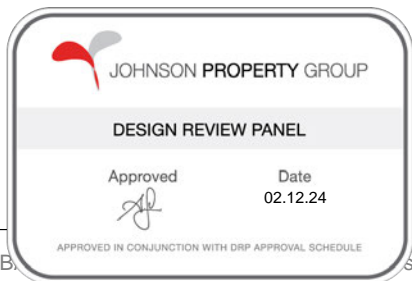 JOHNSON PROPERTY GROUP
DESIGN REVIEW PANEL
Approved Date
02.12.24
APPROVED IN CONJUNCTION WITH DRP APPROVAL SCHEDULE